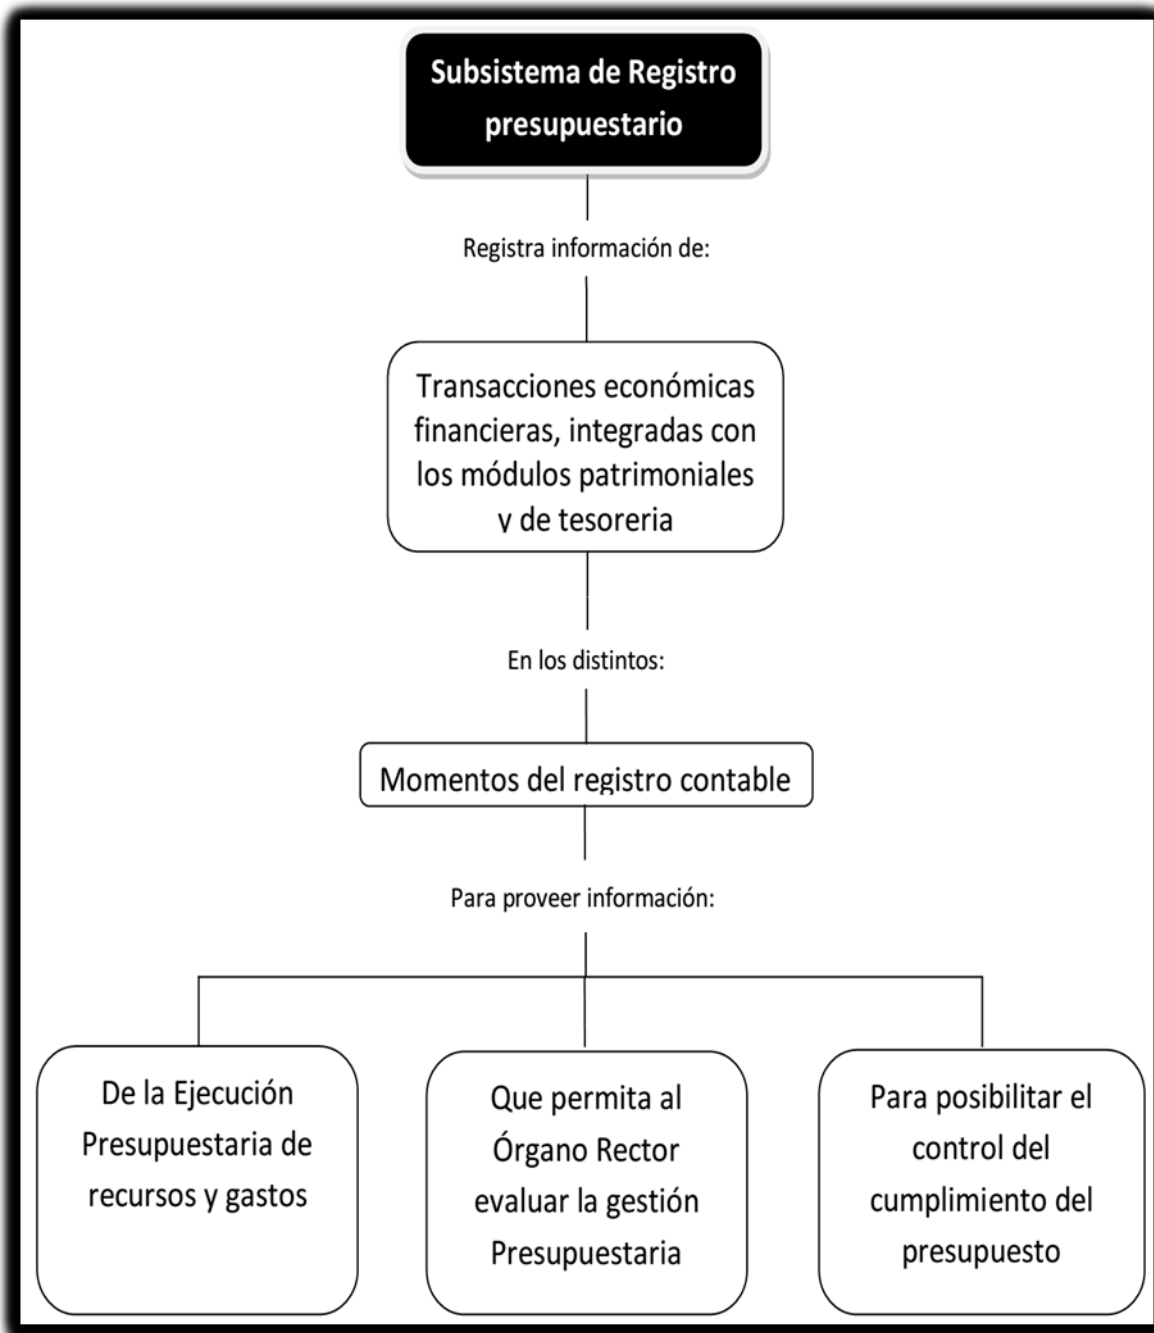 Subsistema de Registro
presupuestario
Registra información de:
Transacciones económicas
financieras, integradas con
los módulos patrimoniales
y de tesoreria
En los distintos:
Momentos del registro contable
Para proveer información:
De la Ejecución
Presupuestaria de
recursos y gastos
Que permita al
Órgano Rector
evaluar la gestión
Presupuestaria
Para posibilitar el
control del
cumplimiento del
presupuesto